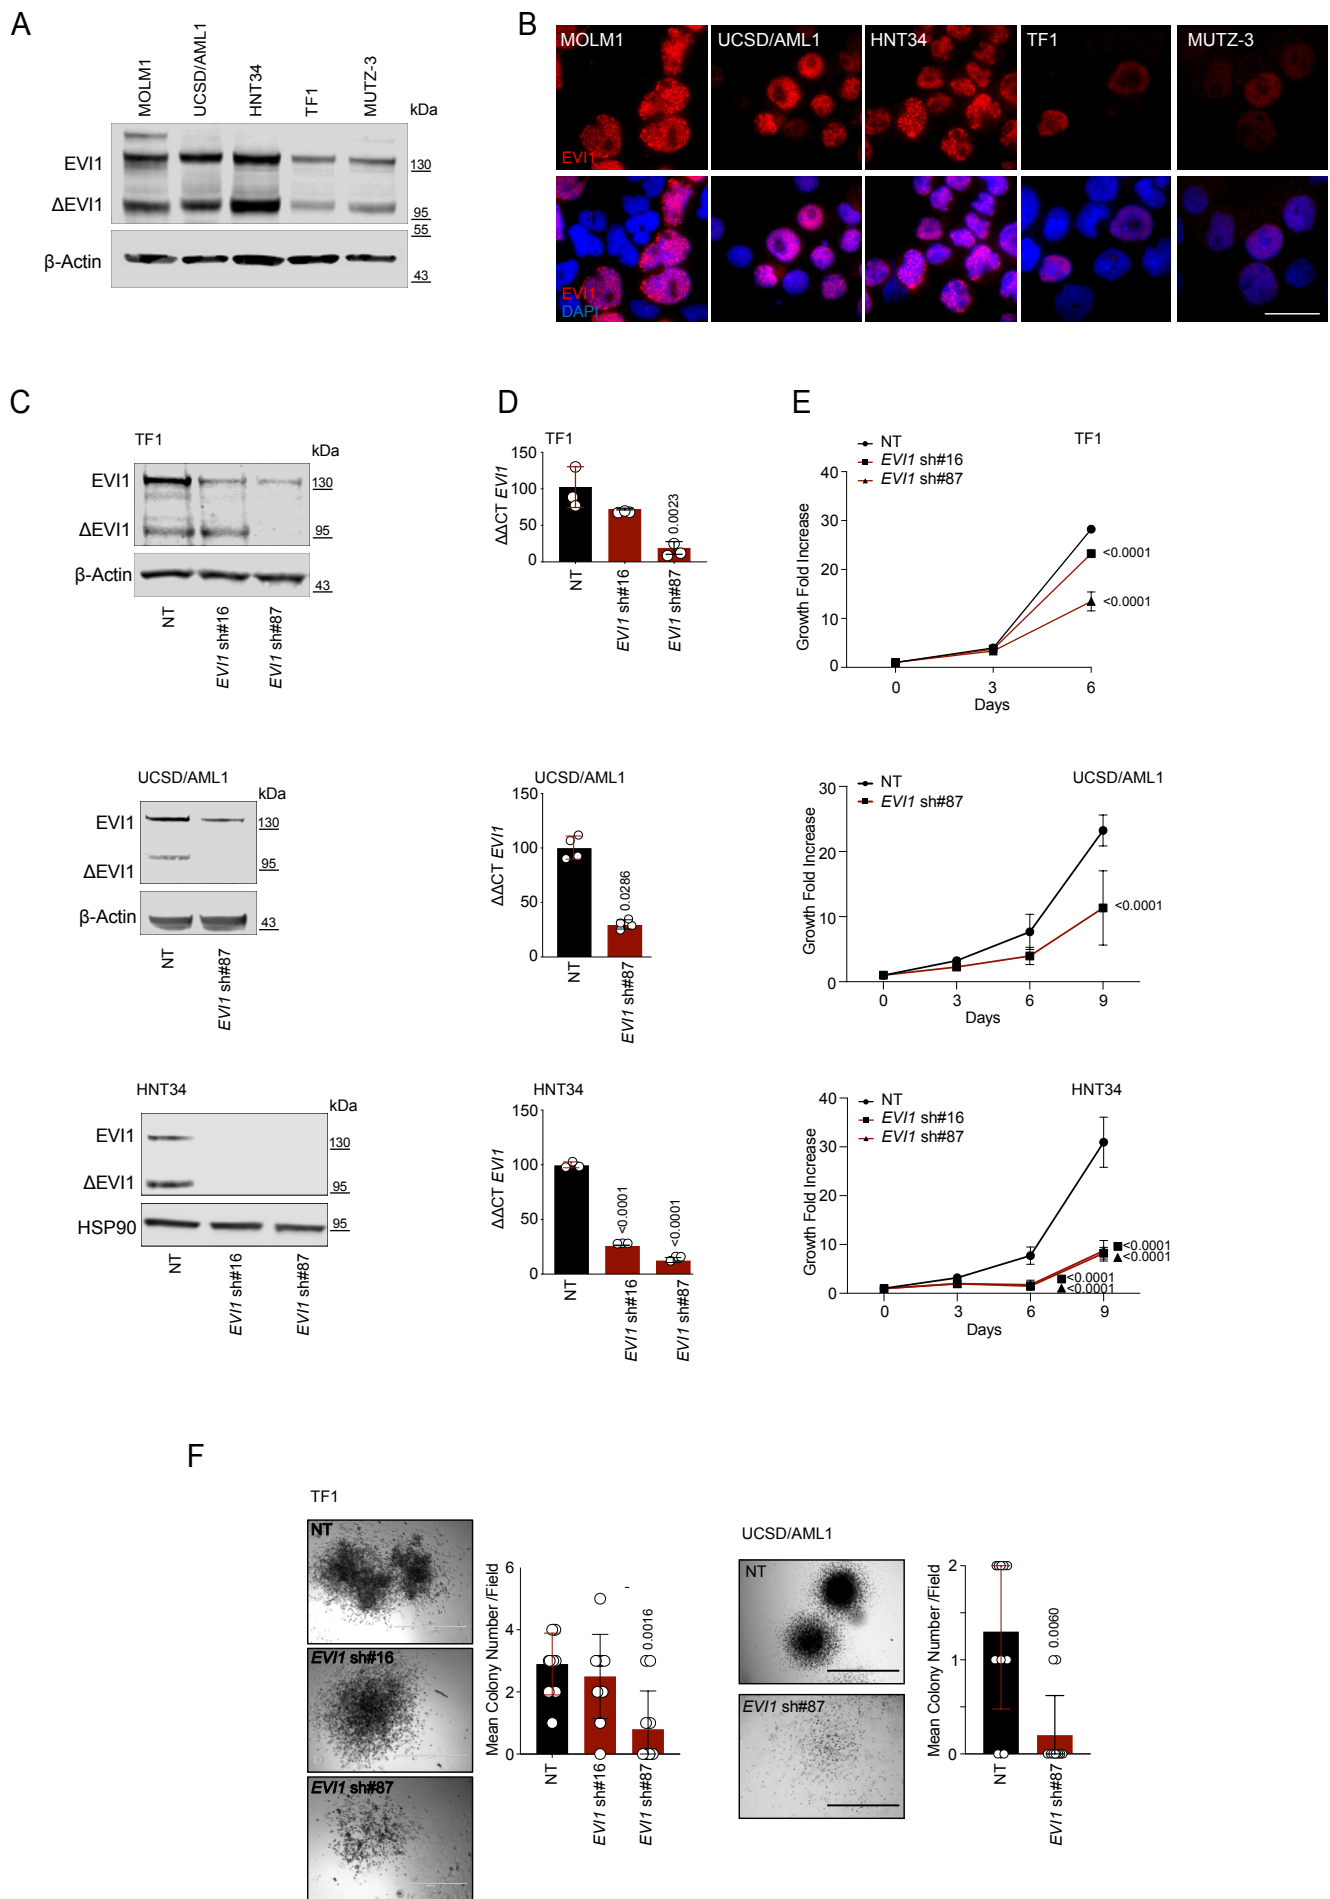 A
MOLM1
UCSD/AML1
HNT34
TF1
MUTZ-3
kDa
EVI1
130
ΔEVI1
95
55
β-Actin
43
B
MOLM1
UCSD/AML1
HNT34
TF1
MUTZ-3
EVI1
EVI1
DAPI
C
TF1
kDa
EVI1
130
ΔEVI1
95
β-Actin
43
NT
EVI1 sh#16
EVI1 sh#87
UCSD/AML1
kDa
EVI1
130
ΔEVI1
95
β-Actin
43
NT
EVI1 sh#87
HNT34
kDa
EVI1
130
ΔEVI1
95
HSP90
95
NT
EVI1 sh#16
EVI1 sh#87
D
TF1
ΔΔCT EVI1
150
100
50
0
0.0023
NT
EVI1 sh#16
EVI1 sh#87
UCSD/AML1
ΔΔCT EVI1
150
100
50
0
0.0286
NT
EVI1 sh#87
HNT34
ΔΔCT EVI1
150
100
50
0
<0.0001
<0.0001
NT
EVI1 sh#16
EVI1 sh#87
E
NT
EVI1 sh#16
EVI1 sh#87
TF1
Growth Fold Increase
40
30
20
10
0
<0.0001
<0.0001
0 3 6
Days
NT
EVI1 sh#87
UCSD/AML1
Growth Fold Increase
30
20
10
0
<0.0001
0 3 6 9
Days
NT
EVI1 sh#16
EVI1 sh#87
HNT34
Growth Fold Increase
40
30
20
10
0
<0.0001
<0.0001
<0.0001
<0.0001
0 3 6 9
Days
F
TF1
NT
EVI1 sh#16
EVI1 sh#87
Mean Colony Number /Field
6
4
2
0
0.0016
NT
EVI1 sh#16
EVI1 sh#87
UCSD/AML1
NT
EVI1 sh#87
Mean Colony Number /Field
2
1
0
0.0060
NT
EVI1 sh#87